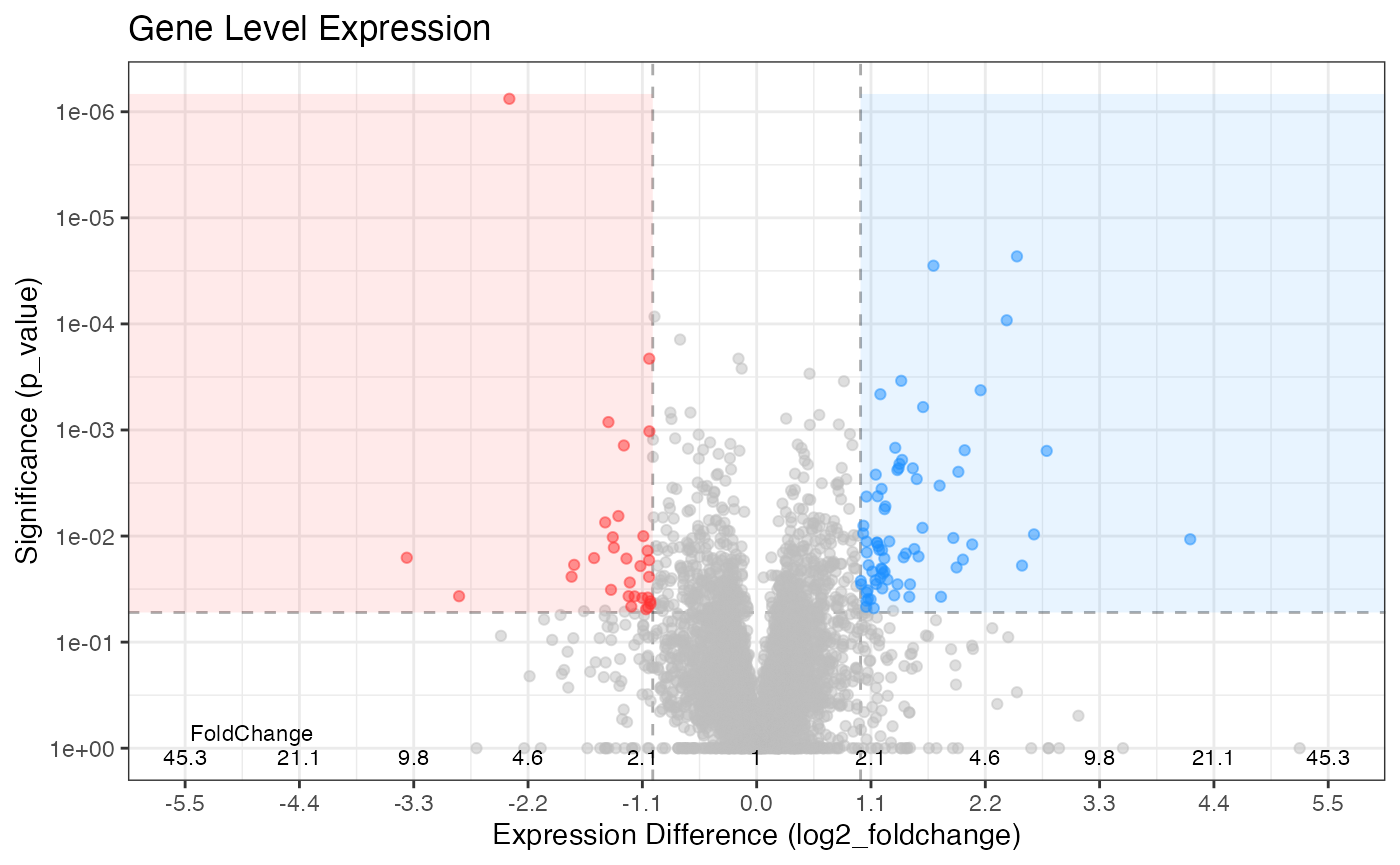 Gene Level Expression
Significance (p_value)
1e-06
1e-05
1e-04
1e-03
1e-02
1e-01
1e+00
FoldChange
45.3 21.1 9.8 4.6 2.1 1 2.1 4.6 9.8 21.1 45.3
-5.5 -4.4 -3.3 -2.2 -1.1 0.0 1.1 2.2 3.3 4.4 5.5
Expression Difference (log2_foldchange)